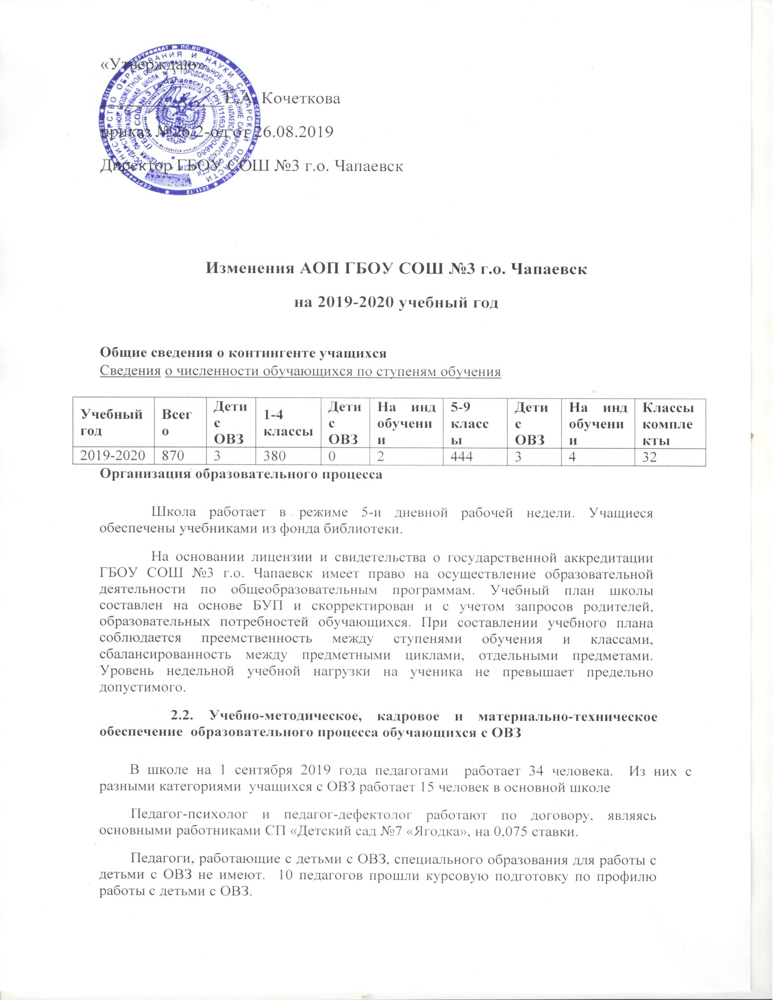 «Утверждаю»
Е.А. Кочеткова
приказ №26/2-од от 26.08.2019
Директор ГБОУ СОШ №3 г.о. Чапаевск
Изменения АОП ГБОУ СОШ №3 г.о. Чапаевск
на 2019-2020 учебный год
Общие сведения о контингенте учащихся
Сведения о численности обучающихся по ступеням обучения
Учебный год | Всего | Дети с ОВЗ | 1-4 классы | Дети с ОВЗ | На инд обучении | 5-9 классы | Дети с ОВЗ | На инд обучении | Классы комплекты
2019-2020 | 870 | 3 | 380 | 0 | 2 | 444 | 3 | 4 | 32
Организация образовательного процесса
Школа работает в режиме 5-и дневной рабочей недели. Учащиеся
обеспечены учебниками из фонда библиотеки.
На основании лицензии и свидетельства о государственной аккредитации
ГБОУ СОШ №3 г.о. Чапаевск имеет право на осуществление образовательной
деятельности по общеобразовательным программам. Учебный план школы
составлен на основе БУП и скорректирован и с учетом запросов родителей,
образовательных потребностей обучающихся. При составлении учебного плана
соблюдается преемственность между ступенями обучения и классами,
сбалансированность между предметными циклами, отдельными предметами.
Уровень недельной учебной нагрузки на ученика не превышает предельно
допустимого.
2.2. Учебно-методическое, кадровое и материально-техническое
обеспечение образовательного процесса обучающихся с ОВЗ
В школе на 1 сентября 2019 года педагогами работает 34 человека. Из них с
разными категориями учащихся с ОВЗ работает 15 человек в основной школе
Педагог-психолог и педагог-дефектолог работают по договору, являясь
основными работниками СП «Детский сад №7 «Ягодка», на 0,075 ставки.
Педагоги, работающие с детьми с ОВЗ, специального образования для работы с
детьми с ОВЗ не имеют. 10 педагогов прошли курсовую подготовку по профилю
работы с детьми с ОВЗ.